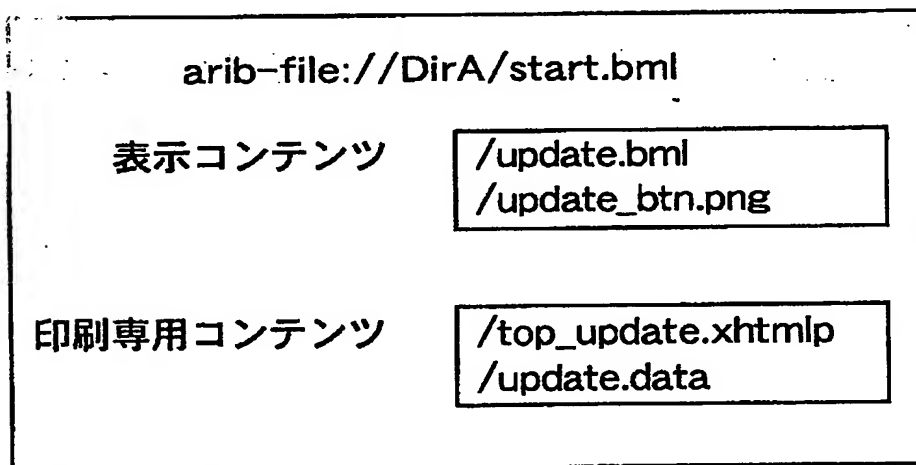 arib-file://DirA/start.bml
表示コンテンツ
/update.bml
/update_btn.png
印刷専用コンテンツ
/top_update.xhtmlp
/update.data